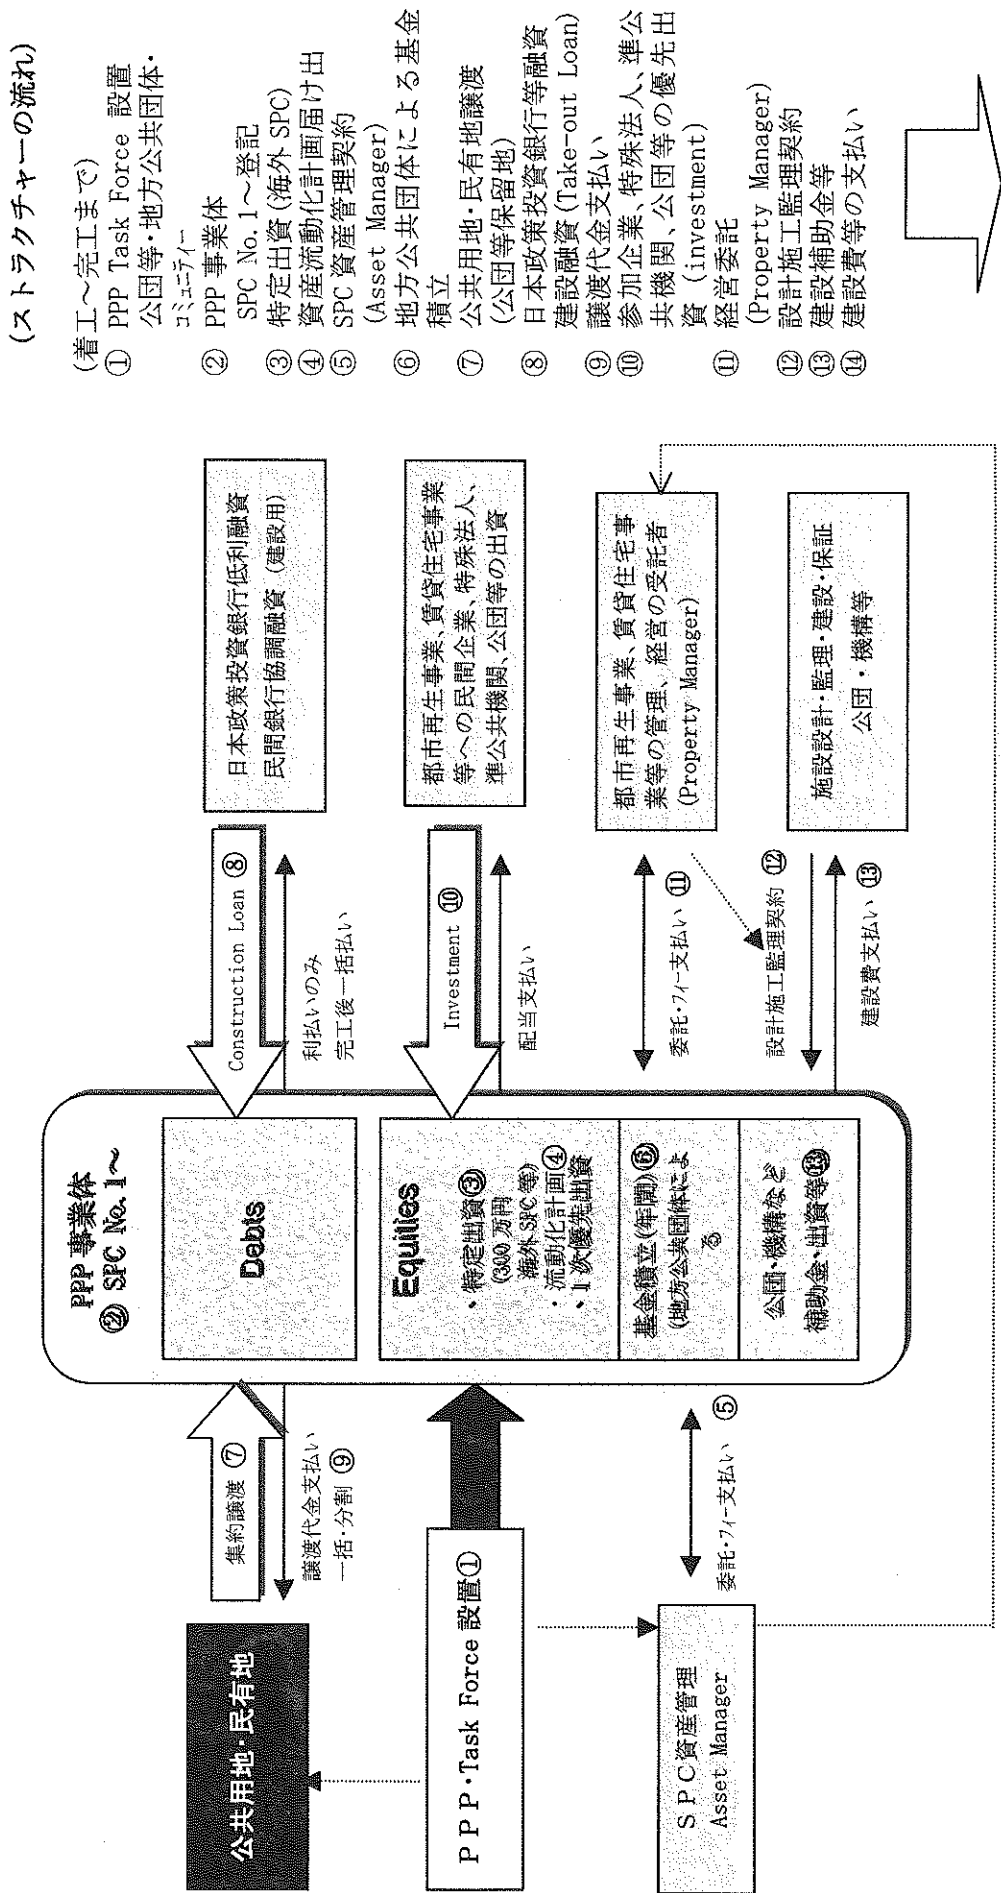 (ストラクチャーの流れ)
(着工～完工まで)
① PPP Task Force 設置
公団等・地方公共団体・
コミュニティー
② PPP 事業体
SPC No.1～登記
③ 特定出資(海外 SPC)
④ 資産流動化計画届け出
⑤ SPC 資産管理契約
(Asset Manager)
⑥ 地方公共団体による基金
積立
⑦ 公共用地・民有地譲渡
(公団等保留地)
⑧ 日本政策投資銀行等融資
建設融資(Take-out Loan)
⑨ 譲渡代金支払い
⑩ 参加企業、特殊法人、準公
共機関、公団等の優先出
資 (investment)
⑪ 経営委託
(Property Manager)
⑫ 設計施工監理契約
⑬ 建設補助金等
⑭ 建設費等の支払い
公共用地・民有地
集約譲渡 ⑦
譲渡代金支払い
一括・分割 ⑨
PPP・Task Force 設置①
SPC資産管理
Asset Manager
委託・フィー支払い ⑤
PPP 事業体
② SPC No.1～
Debts
Equities
・特定出資③
(300 万円
海外 SPC 等)
・流動化計画④
・1 次優先出資
基金積立(年間)⑥
(地方公共団体によ
る
公団・機構など
補助金・出資等⑬
Construction Loan ⑧
利払いのみ
完工後一括払い
Investment ⑩
配当支払い
委託・フィー支払い ⑪
設計施工監理契約 ⑫
建設費支払い ⑬
日本政策投資銀行低利融資
民間銀行協調融資 (建設用)
都市再生事業、賃貸住宅事業
等への民間企業、特殊法人、
準公共機関、公団等の出資
都市再生事業、賃貸住宅事
業等の管理、経営の受託者
(Property Manager)
施設設計・監理・建設・保証
公団・機構等